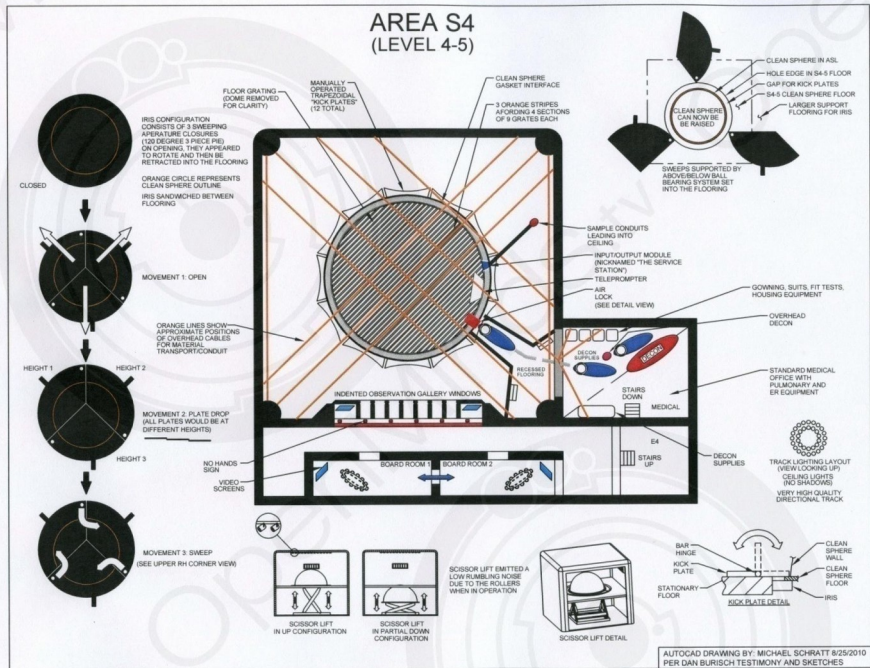 AREA S4
(LEVEL 4-5)
IRIS CONFIGURATION
CONSISTS OF 3 SWEEPING
APERATURE CLOSURES
(120 DEGREE 3 PIECE PIE)
ON OPENING, THEY APPEARED
TO ROTATE AND THEN BE
RETRACTED INTO THE FLOORING
ORANGE CIRCLE REPRESENTS
CLEAN SPHERE OUTLINE
IRIS SANDWICHED BETWEEN
FLOORING
CLOSED
MOVEMENT 1: OPEN
HEIGHT 1
HEIGHT 2
MOVEMENT 2: PLATE DROP
(ALL PLATES WOULD BE AT
DIFFERENT HEIGHTS)
HEIGHT 3
MOVEMENT 3: SWEEP
(SEE UPPER RH CORNER VIEW)
FLOOR GRATING
(DOME REMOVED
FOR CLARITY)
MANUALLY
OPERATED
TRAPEZOIDAL
"KICK PLATES"
(12 TOTAL)
CLEAN SPHERE
GASKET INTERFACE
3 ORANGE STRIPES
AFORDING 4 SECTIONS
OF 9 GRATES EACH
CLEAN SPHERE
CAN NOW BE
BE RAISED
CLEAN SPHERE IN ASL
HOLE EDGE IN S4-5 FLOOR
GAP FOR KICK PLATES
S4-5 CLEAN SPHERE FLOOR
LARGER SUPPORT
FLOORING FOR IRIS
SWEEPS SUPPORTED BY
ABOVE/BELOW BALL
BEARING SYSTEM SET
INTO THE FLOORING
SAMPLE CONDUITS
LEADING INTO
CEILING
INPUT/OUTPUT MODULE
(NICKNAMED "THE SERVICE
STATION")
TELEPROMPTER
AIR
LOCK
(SEE DETAIL VIEW)
GOWNING, SUITS, FIT TESTS,
HOUSING EQUIPMENT
OVERHEAD
DECON
ORANGE LINES SHOW
APPROXIMATE POSITIONS
OF OVERHEAD CABLES
FOR MATERIAL
TRANSPORT/CONDUIT
RECESSED
FLOORING
DECON
SUPPLIES
DECON
STAIRS
DOWN
MEDICAL
STANDARD MEDICAL
OFFICE WITH
PULMONARY AND
ER EQUIPMENT
INDENTED OBSERVATION GALLERY WINDOWS
NO HANDS
SIGN
VIDEO
SCREENS
BOARD ROOM 1
BOARD ROOM 2
E4
STAIRS
UP
DECON
SUPPLIES
TRACK LIGHTING LAYOUT
(VIEW LOOKING UP)
CEILING LIGHTS
(NO SHADOWS)
VERY HIGH QUALITY
DIRECTIONAL TRACK
SCISSOR LIFT
IN UP CONFIGURATION
SCISSOR LIFT
IN PARTIAL DOWN
CONFIGURATION
SCISSOR LIFT EMITTED A
LOW RUMBLING NOISE
DUE TO THE ROLLERS
WHEN IN OPERATION
SCISSOR LIFT DETAIL
BAR
HINGE
KICK
PLATE
STATIONARY
FLOOR
CLEAN
SPHERE
WALL
CLEAN
SPHERE
FLOOR
IRIS
KICK PLATE DETAIL
AUTOCAD DRAWING BY: MICHAEL SCHRATT 8/25/2010
PER DAN BURISCH TESTIMONY AND SKETCHES